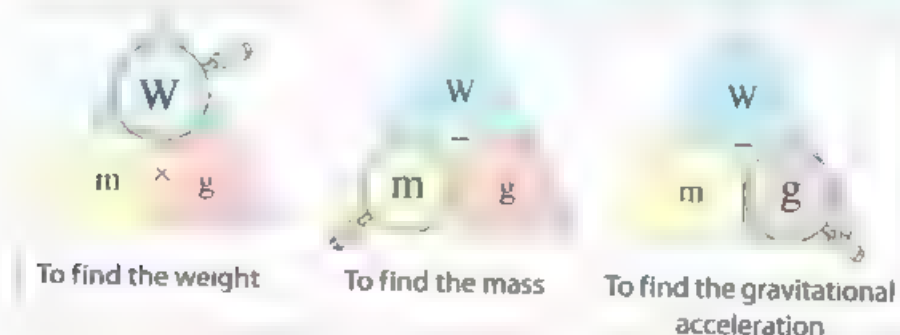 W
m × g
To find the weight
W
–
m g
To find the mass
W
–
m g
To find the gravitational
acceleration